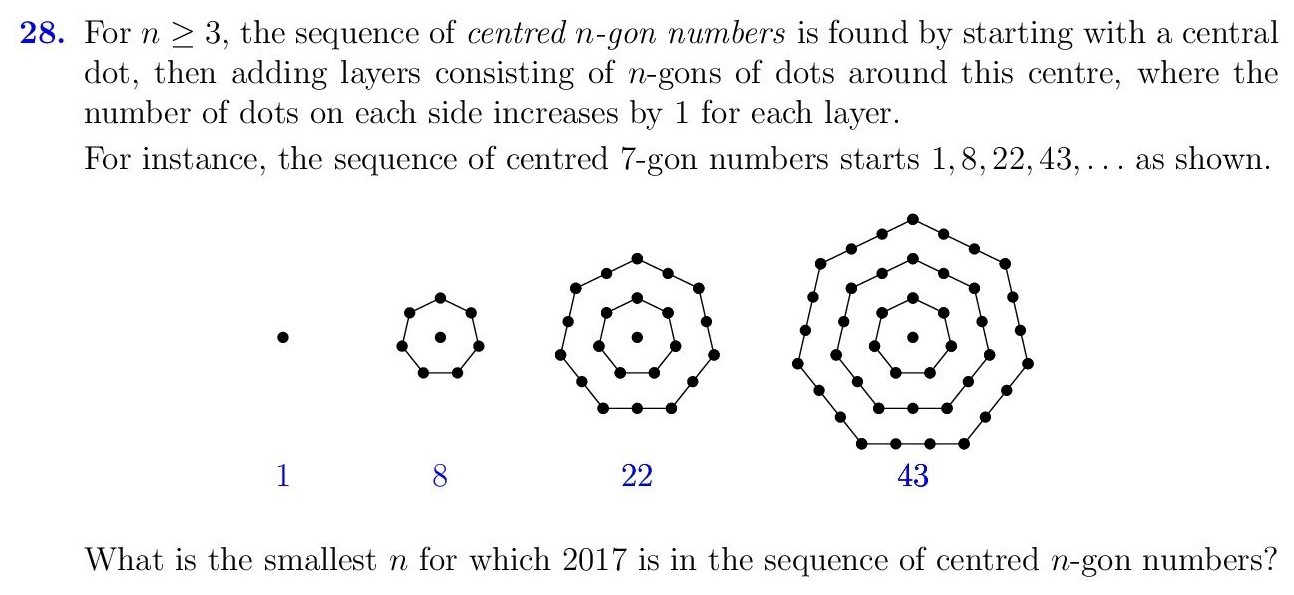 28. For n ≥ 3, the sequence of centred n-gon numbers is found by starting with a central
dot, then adding layers consisting of n-gons of dots around this centre, where the
number of dots on each side increases by 1 for each layer.
For instance, the sequence of centred 7-gon numbers starts 1, 8, 22, 43, . . . as shown.
1 8 22 43
What is the smallest n for which 2017 is in the sequence of centred n-gon numbers?